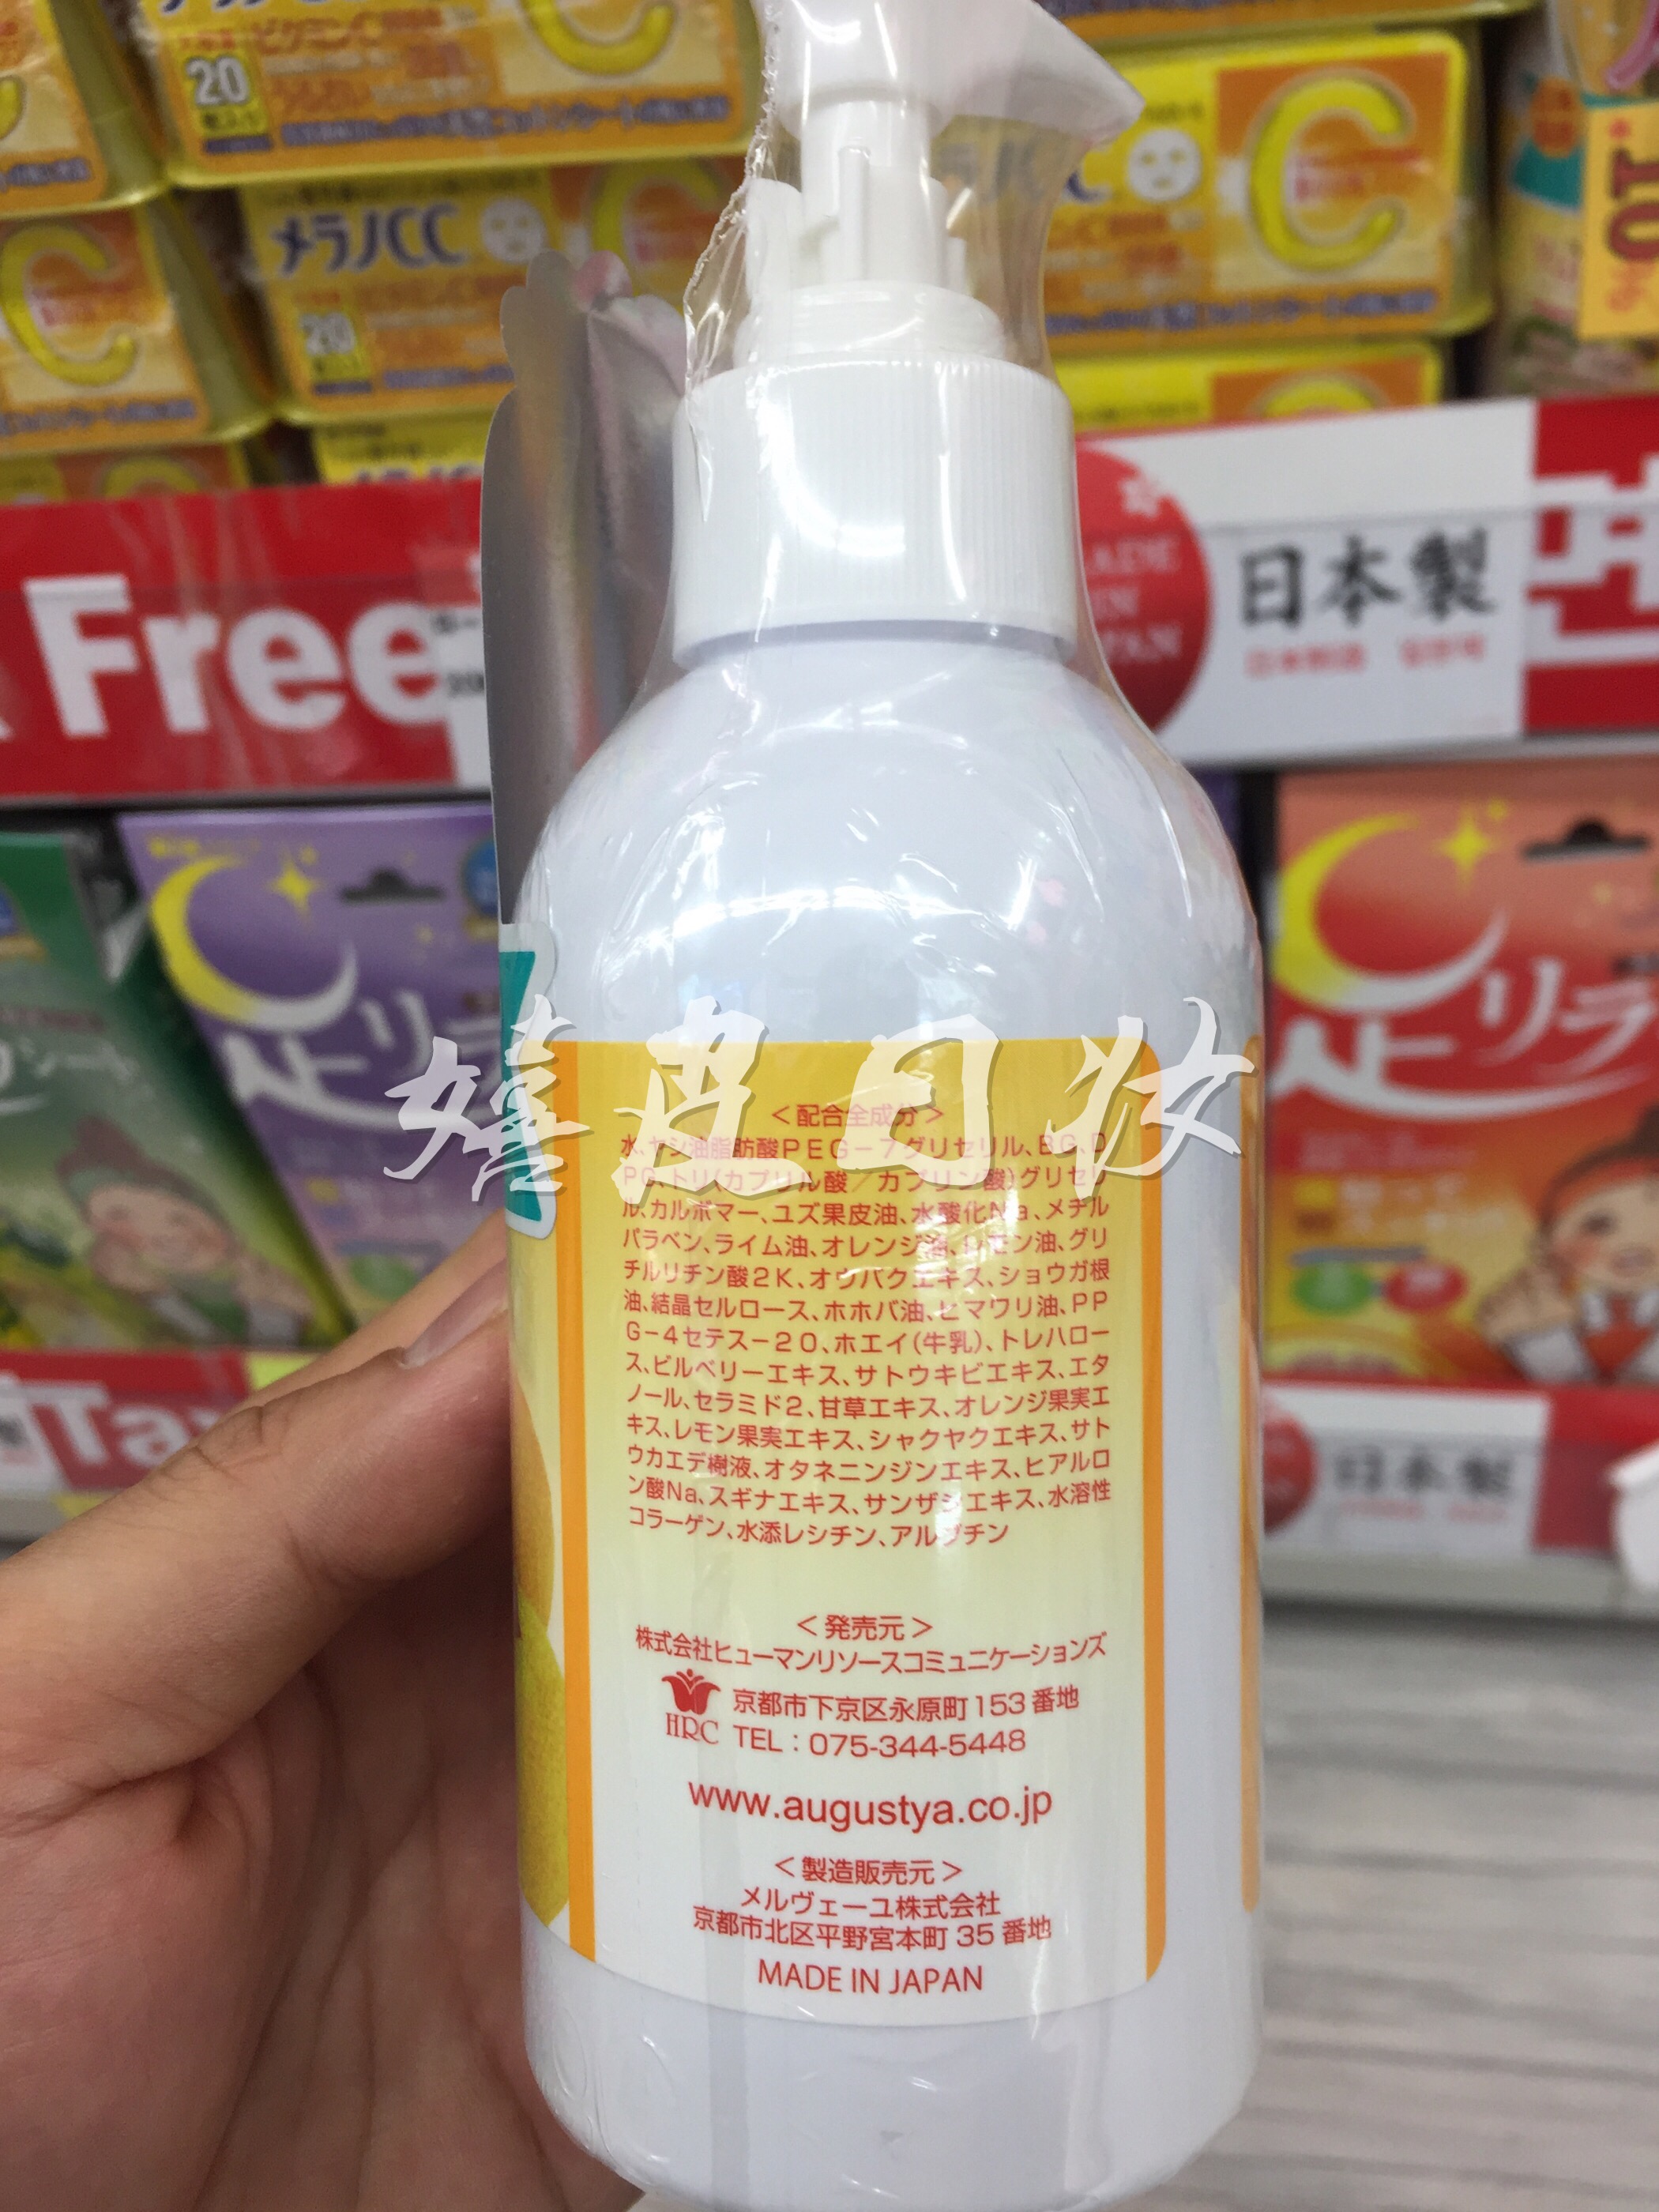 20
メラノCC
20
C
C
Free
日本製
リラ
足リラ
Ta
日本製
嬉皮日妆
<配合全成分>
水、ヤシ油脂肪酸PEG-7グリセリル、BG、D
PG、トリ(カプリル酸/カプリン酸)グリセリ
ル、カルボマー、ユズ果皮油、水酸化Na、メチル
パラベン、ライム油、オレンジ油、レモン油、グリ
チルリチン酸2K、オウバクエキス、ショウガ根
油、結晶セルロース、ホホバ油、ヒマワリ油、PP
G-4セテス-20、ホエイ(牛乳)、トレハロー
ス、ビルベリーエキス、サトウキビエキス、エタ
ノール、セラミド2、甘草エキス、オレンジ果実エ
キス、レモン果実エキス、シャクヤクエキス、サト
ウカエデ樹液、オタネニンジンエキス、ヒアルロ
ン酸Na、スギナエキス、サンザシエキス、水溶性
コラーゲン、水添レシチン、アルブチン
<発売元>
株式会社ヒューマンリソースコミュニケーションズ
HRC
京都市下京区永原町153番地
TEL:075-344-5448
www.augustya.co.jp
<製造販売元>
メルヴェーユ株式会社
京都市北区平野宮本町35番地
MADE IN JAPAN